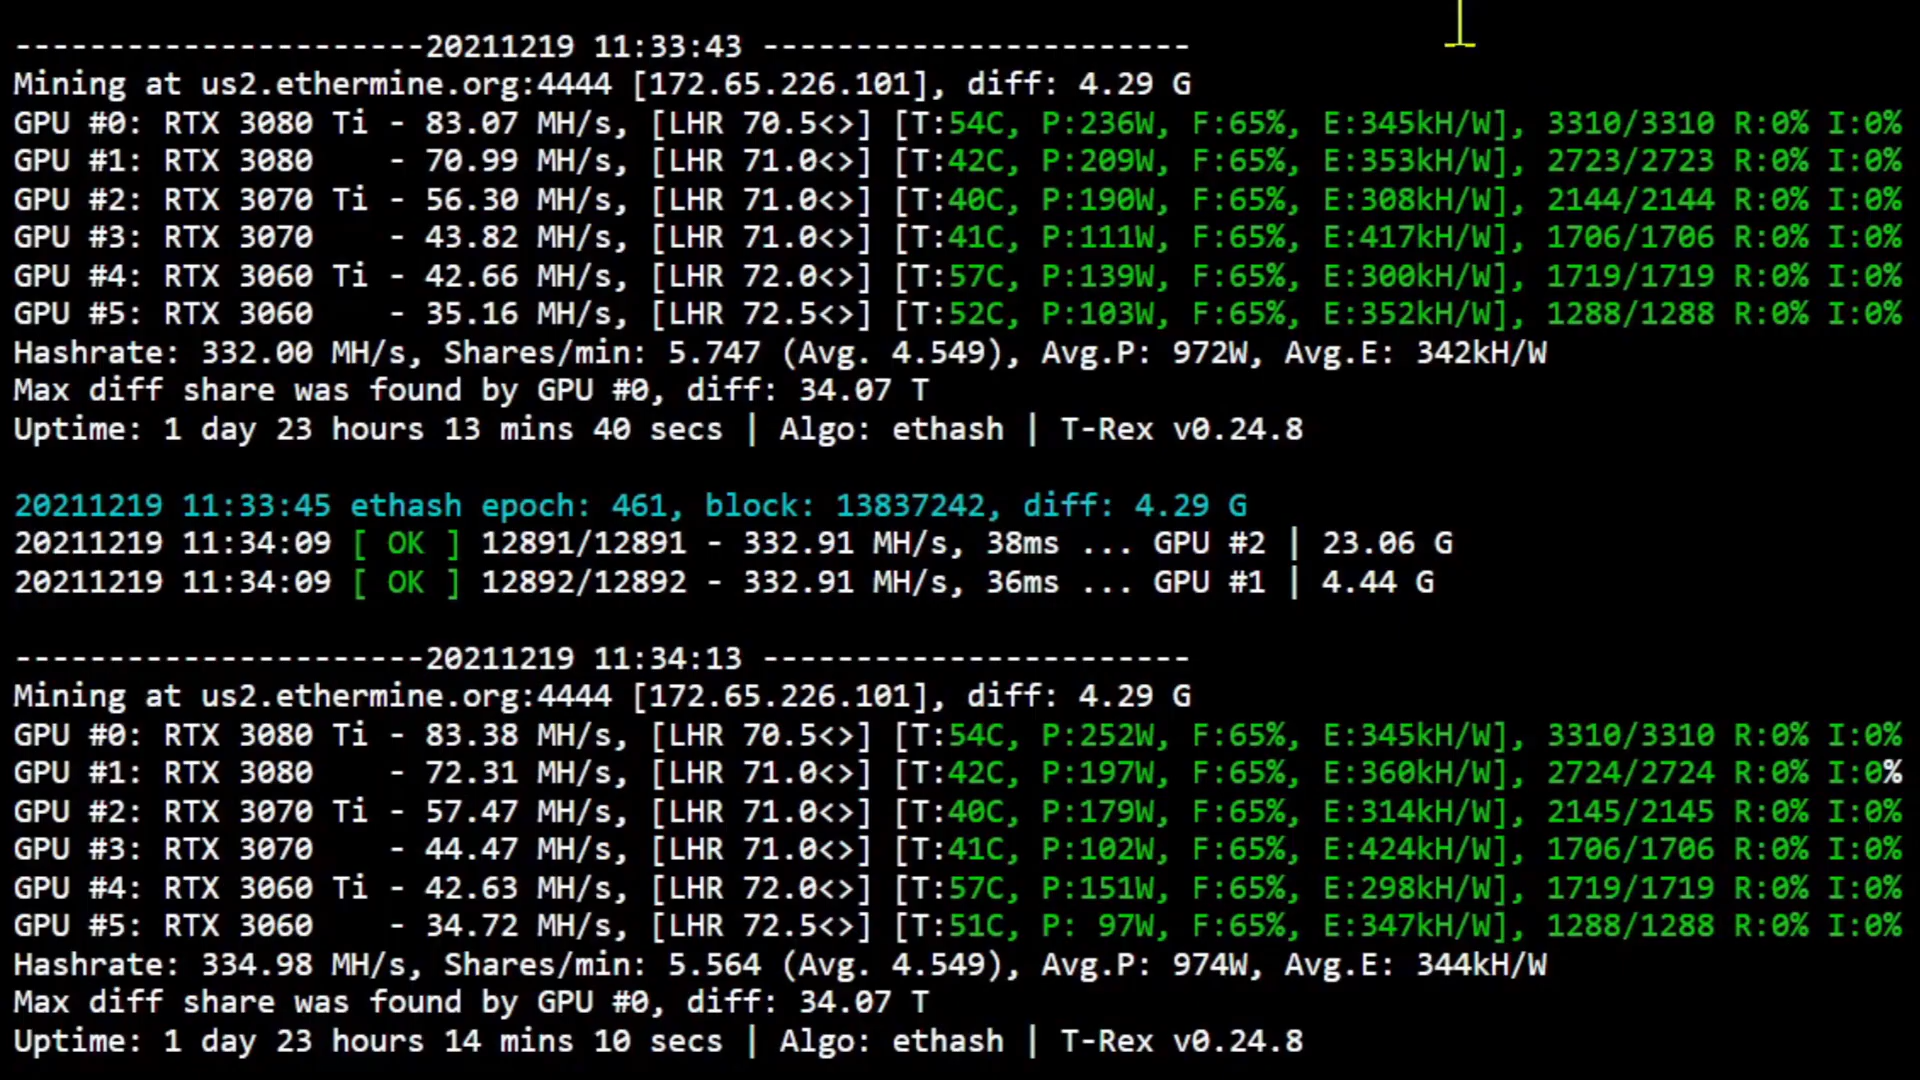 ----------------------20211219 11:33:43 -----------------------
Mining at us2.ethermine.org:4444 [172.65.226.101], diff: 4.29 G
GPU #0: RTX 3080 Ti - 83.07 MH/s, [LHR 70.5<>] [T:54C, P:236W, F:65%, E:345kH/W], 3310/3310 R:0% I:0%
GPU #1: RTX 3080    - 70.99 MH/s, [LHR 71.0<>] [T:42C, P:209W, F:65%, E:353kH/W], 2723/2723 R:0% I:0%
GPU #2: RTX 3070 Ti - 56.30 MH/s, [LHR 71.0<>] [T:40C, P:190W, F:65%, E:308kH/W], 2144/2144 R:0% I:0%
GPU #3: RTX 3070    - 43.82 MH/s, [LHR 71.0<>] [T:41C, P:111W, F:65%, E:417kH/W], 1706/1706 R:0% I:0%
GPU #4: RTX 3060 Ti - 42.66 MH/s, [LHR 72.0<>] [T:57C, P:139W, F:65%, E:300kH/W], 1719/1719 R:0% I:0%
GPU #5: RTX 3060    - 35.16 MH/s, [LHR 72.5<>] [T:52C, P:103W, F:65%, E:352kH/W], 1288/1288 R:0% I:0%
Hashrate: 332.00 MH/s, Shares/min: 5.747 (Avg. 4.549), Avg.P: 972W, Avg.E: 342kH/W
Max diff share was found by GPU #0, diff: 34.07 T
Uptime: 1 day 23 hours 13 mins 40 secs | Algo: ethash | T-Rex v0.24.8
20211219 11:33:45 ethash epoch: 461, block: 13837242, diff: 4.29 G
20211219 11:34:09 [ OK ] 12891/12891 - 332.91 MH/s, 38ms ... GPU #2 | 23.06 G
20211219 11:34:09 [ OK ] 12892/12892 - 332.91 MH/s, 36ms ... GPU #1 | 4.44 G
----------------------20211219 11:34:13 -----------------------
Mining at us2.ethermine.org:4444 [172.65.226.101], diff: 4.29 G
GPU #0: RTX 3080 Ti - 83.38 MH/s, [LHR 70.5<>] [T:54C, P:252W, F:65%, E:345kH/W], 3310/3310 R:0% I:0%
GPU #1: RTX 3080    - 72.31 MH/s, [LHR 71.0<>] [T:42C, P:197W, F:65%, E:360kH/W], 2724/2724 R:0% I:0%
GPU #2: RTX 3070 Ti - 57.47 MH/s, [LHR 71.0<>] [T:40C, P:179W, F:65%, E:314kH/W], 2145/2145 R:0% I:0%
GPU #3: RTX 3070    - 44.47 MH/s, [LHR 71.0<>] [T:41C, P:102W, F:65%, E:424kH/W], 1706/1706 R:0% I:0%
GPU #4: RTX 3060 Ti - 42.63 MH/s, [LHR 72.0<>] [T:57C, P:151W, F:65%, E:298kH/W], 1719/1719 R:0% I:0%
GPU #5: RTX 3060    - 34.72 MH/s, [LHR 72.5<>] [T:51C, P: 97W, F:65%, E:347kH/W], 1288/1288 R:0% I:0%
Hashrate: 334.98 MH/s, Shares/min: 5.564 (Avg. 4.549), Avg.P: 974W, Avg.E: 344kH/W
Max diff share was found by GPU #0, diff: 34.07 T
Uptime: 1 day 23 hours 14 mins 10 secs | Algo: ethash | T-Rex v0.24.8